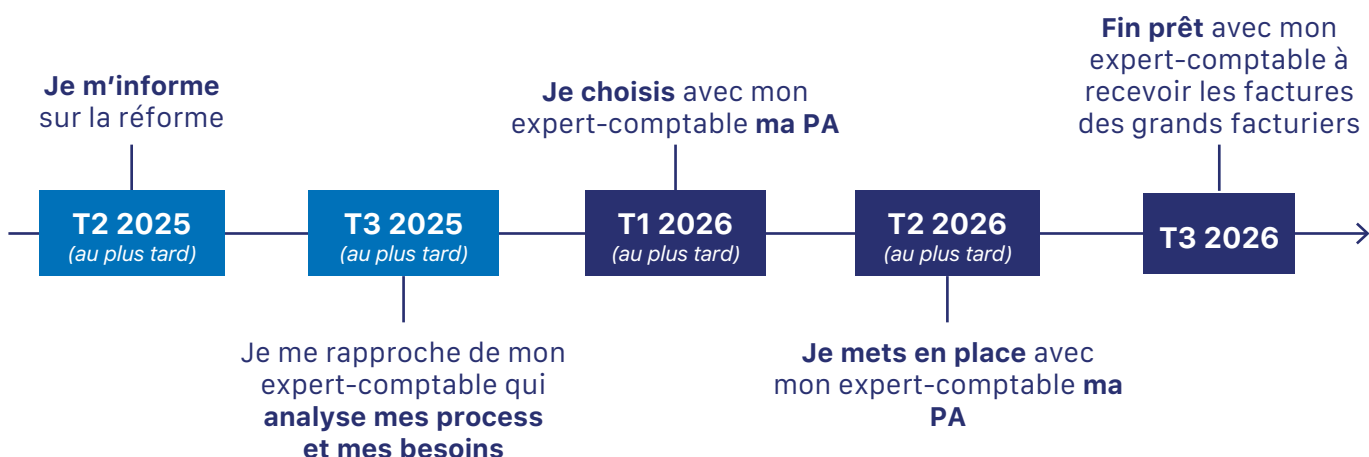 Je m'informe
sur la réforme
T2 2025
(au plus tard)
Je me rapproche de mon
expert-comptable qui
analyse mes process
et mes besoins
T3 2025
(au plus tard)
Je choisis avec mon
expert-comptable ma PA
T1 2026
(au plus tard)
T2 2026
(au plus tard)
Je mets en place avec
mon expert-comptable ma
PA
Fin prêt avec mon
expert-comptable à
recevoir les factures
des grands facturiers
T3 2026